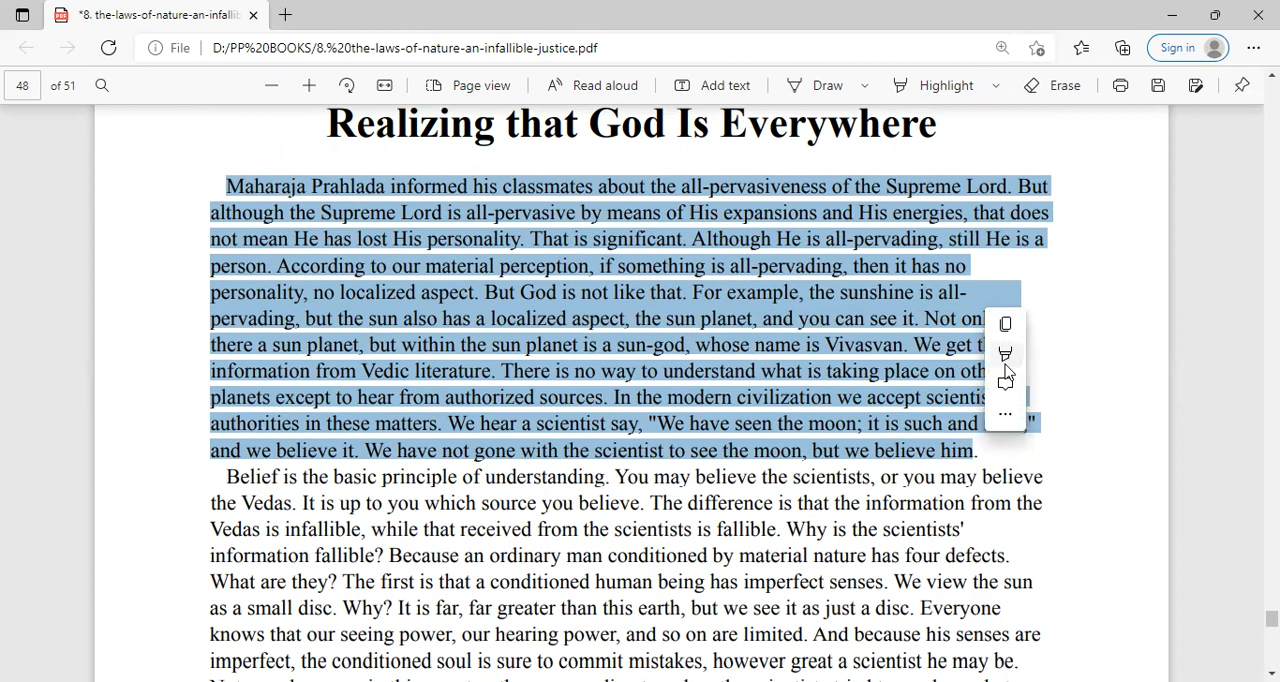 *8. the-laws-of-nature-an-infallib
File D:/PP%20BOOKS/8.%20the-laws-of-nature-an-infallible-justice.pdf Sign in
48 of 51 Page view Read aloud Add text Draw Highlight Erase
Realizing that God Is Everywhere
Maharaja Prahlada informed his classmates about the all-pervasiveness of the Supreme Lord. But
although the Supreme Lord is all-pervasive by means of His expansions and His energies, that does
not mean He has lost His personality. That is significant. Although He is all-pervading, still He is a
person. According to our material perception, if something is all-pervading, then it has no
personality, no localized aspect. But God is not like that. For example, the sunshine is all-
pervading, but the sun also has a localized aspect, the sun planet, and you can see it. Not
there a sun planet, but within the sun planet is a sun-god, whose name is Vivasvan. We get
information from Vedic literature. There is no way to understand what is taking place on
planets except to hear from authorized sources. In the modern civilization we accept
authorities in these matters. We hear a scientist say, "We have seen the moon; it is such and "
and we believe it. We have not gone with the scientist to see the moon, but we believe him.
Belief is the basic principle of understanding. You may believe the scientists, or you may believe
the Vedas. It is up to you which source you believe. The difference is that the information from the
Vedas is infallible, while that received from the scientists is fallible. Why is the scientists'
information fallible? Because an ordinary man conditioned by material nature has four defects.
What are they? The first is that a conditioned human being has imperfect senses. We view the sun
as a small disc. Why? It is far, far greater than this earth, but we see it as just a disc. Everyone
knows that our seeing power, our hearing power, and so on are limited. And because his senses are
imperfect, the conditioned soul is sure to commit mistakes, however great a scientist he may be.